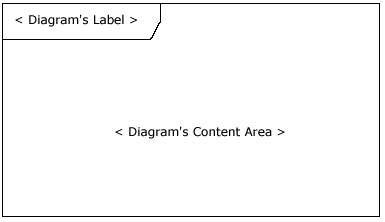 < Diagram's Label >
< Diagram's Content Area >